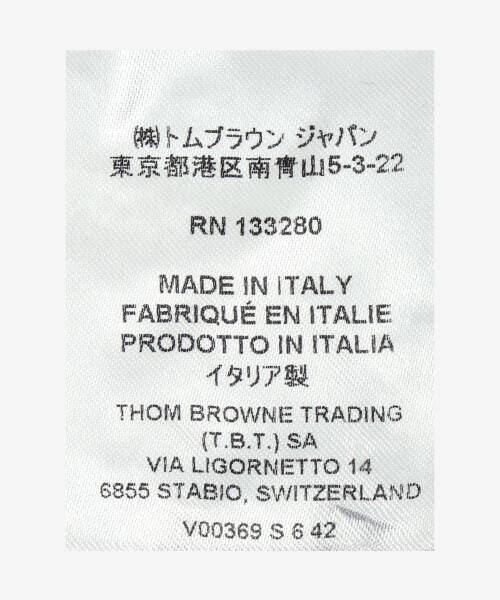 ㈱トムブラウン ジャパン
東京都港区南青山5-3-22
RN 133280
MADE IN ITALY
FABRIQUÉ EN ITALIE
PRODOTTO IN ITALIA
イタリア製
THOM BROWNE TRADING
(T.B.T.) SA
VIA LIGORNETTO 14
6855 STABIO, SWITZERLAND
V00369 S 6 42